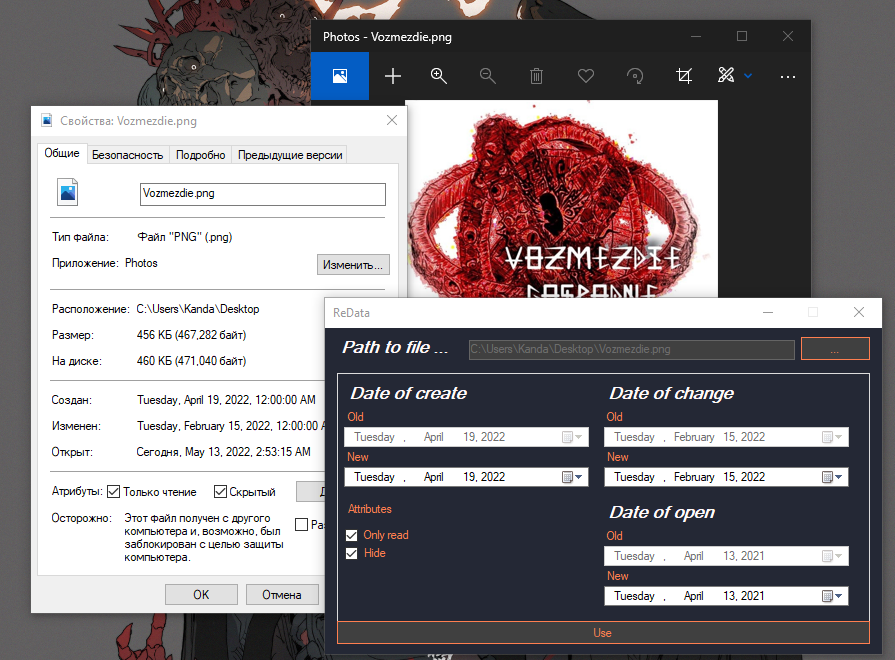 Photos - Vozmezdie.png
Свойства: Vozmezdie.png
Общие
Безопасность
Подробно
Предыдущие версии
Vozmezdie.png
Тип файла: Файл "PNG" (.png)
Приложение: Photos
Изменить...
Расположение: C:\Users\Kanda\Desktop
Размер: 456 КБ (467,282 байт)
На диске: 460 КБ (471,040 байт)
Создан: Tuesday, April 19, 2022, 12:00:00 AM
Изменен: Tuesday, February 15, 2022, 12:00:00 A
Открыт: Сегодня, May 13, 2022, 2:53:15 AM
Атрибуты: Только чтение Скрытый
Осторожно: Этот файл получен с другого
компьютера и, возможно, был
заблокирован с целью защиты
компьютера.
OK
Отмена
VOZMEZDIE
ReData
Path to file ...
C:\Users\Kanda\Desktop\Vozmezdie.png
...
Date of create
Old
Tuesday , April 19, 2022
New
Tuesday , April 19, 2022
Attributes
Only read
Hide
Date of change
Old
Tuesday , February 15, 2022
New
Tuesday , February 15, 2022
Date of open
Old
Tuesday , April 13, 2021
New
Tuesday , April 13, 2021
Use